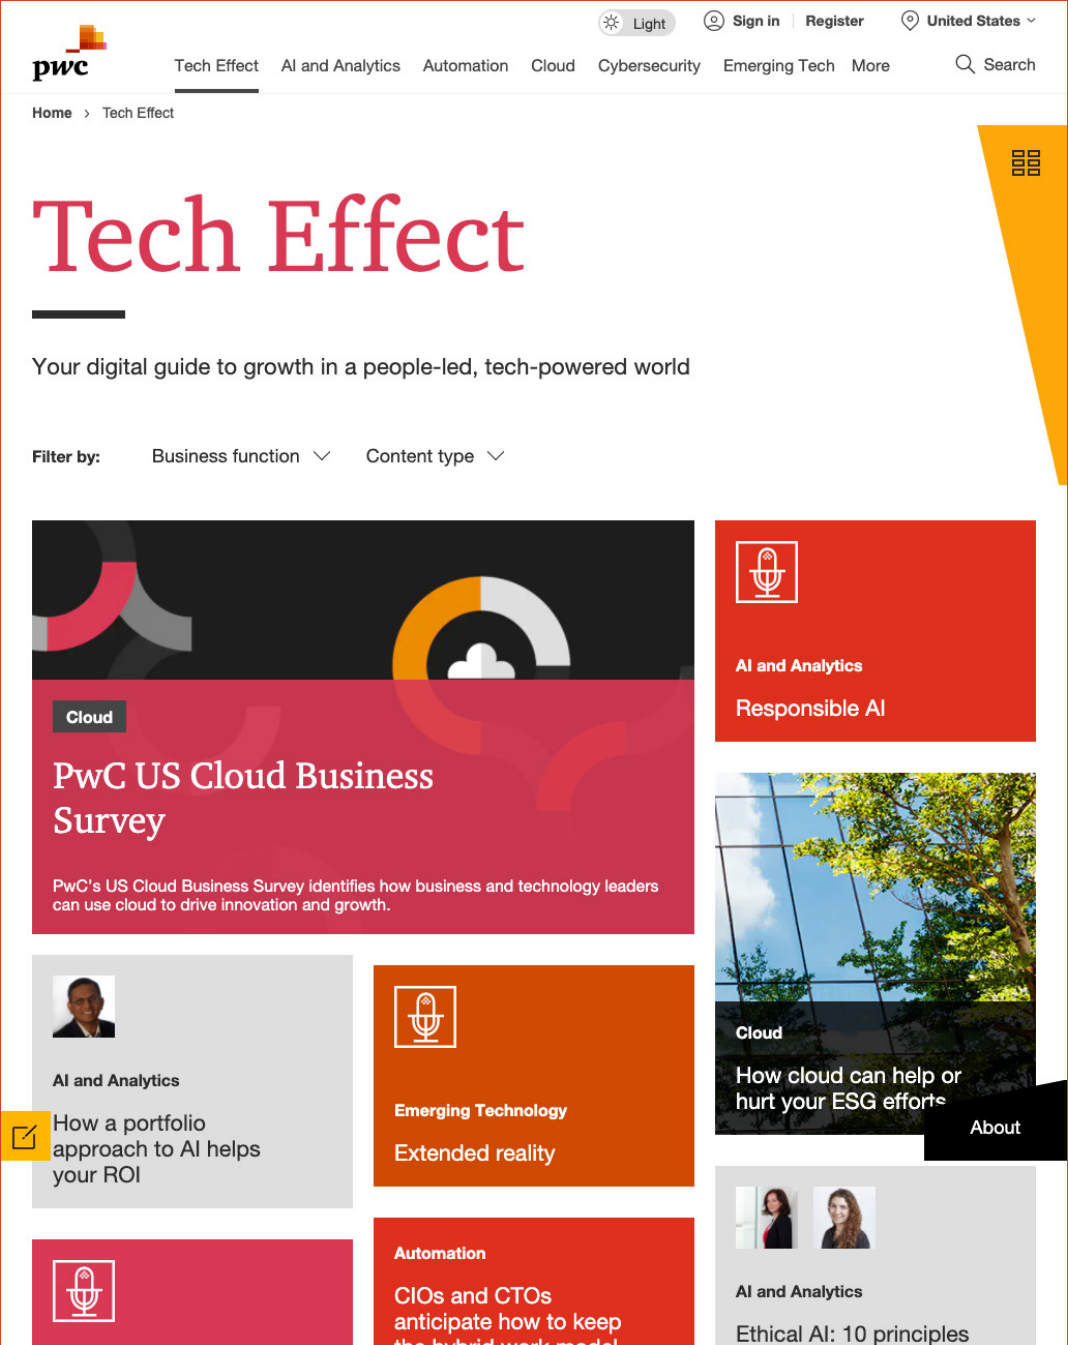 Light
Sign in
Register
United States
pwc
Tech Effect
AI and Analytics
Automation
Cloud
Cybersecurity
Emerging Tech
More
Search
Home > Tech Effect
Tech Effect
Your digital guide to growth in a people-led, tech-powered world
Filter by:
Business function
Content type
Cloud
PwC US Cloud Business
Survey
PwC's US Cloud Business Survey identifies how business and technology leaders
can use cloud to drive innovation and growth.
AI and Analytics
Responsible AI
Cloud
How cloud can help or
hurt your ESG efforts
About
AI and Analytics
How a portfolio
approach to AI helps
your ROI
Emerging Technology
Extended reality
Automation
CIOs and CTOs
anticipate how to keep
the hybrid work model
AI and Analytics
Ethical AI: 10 principles